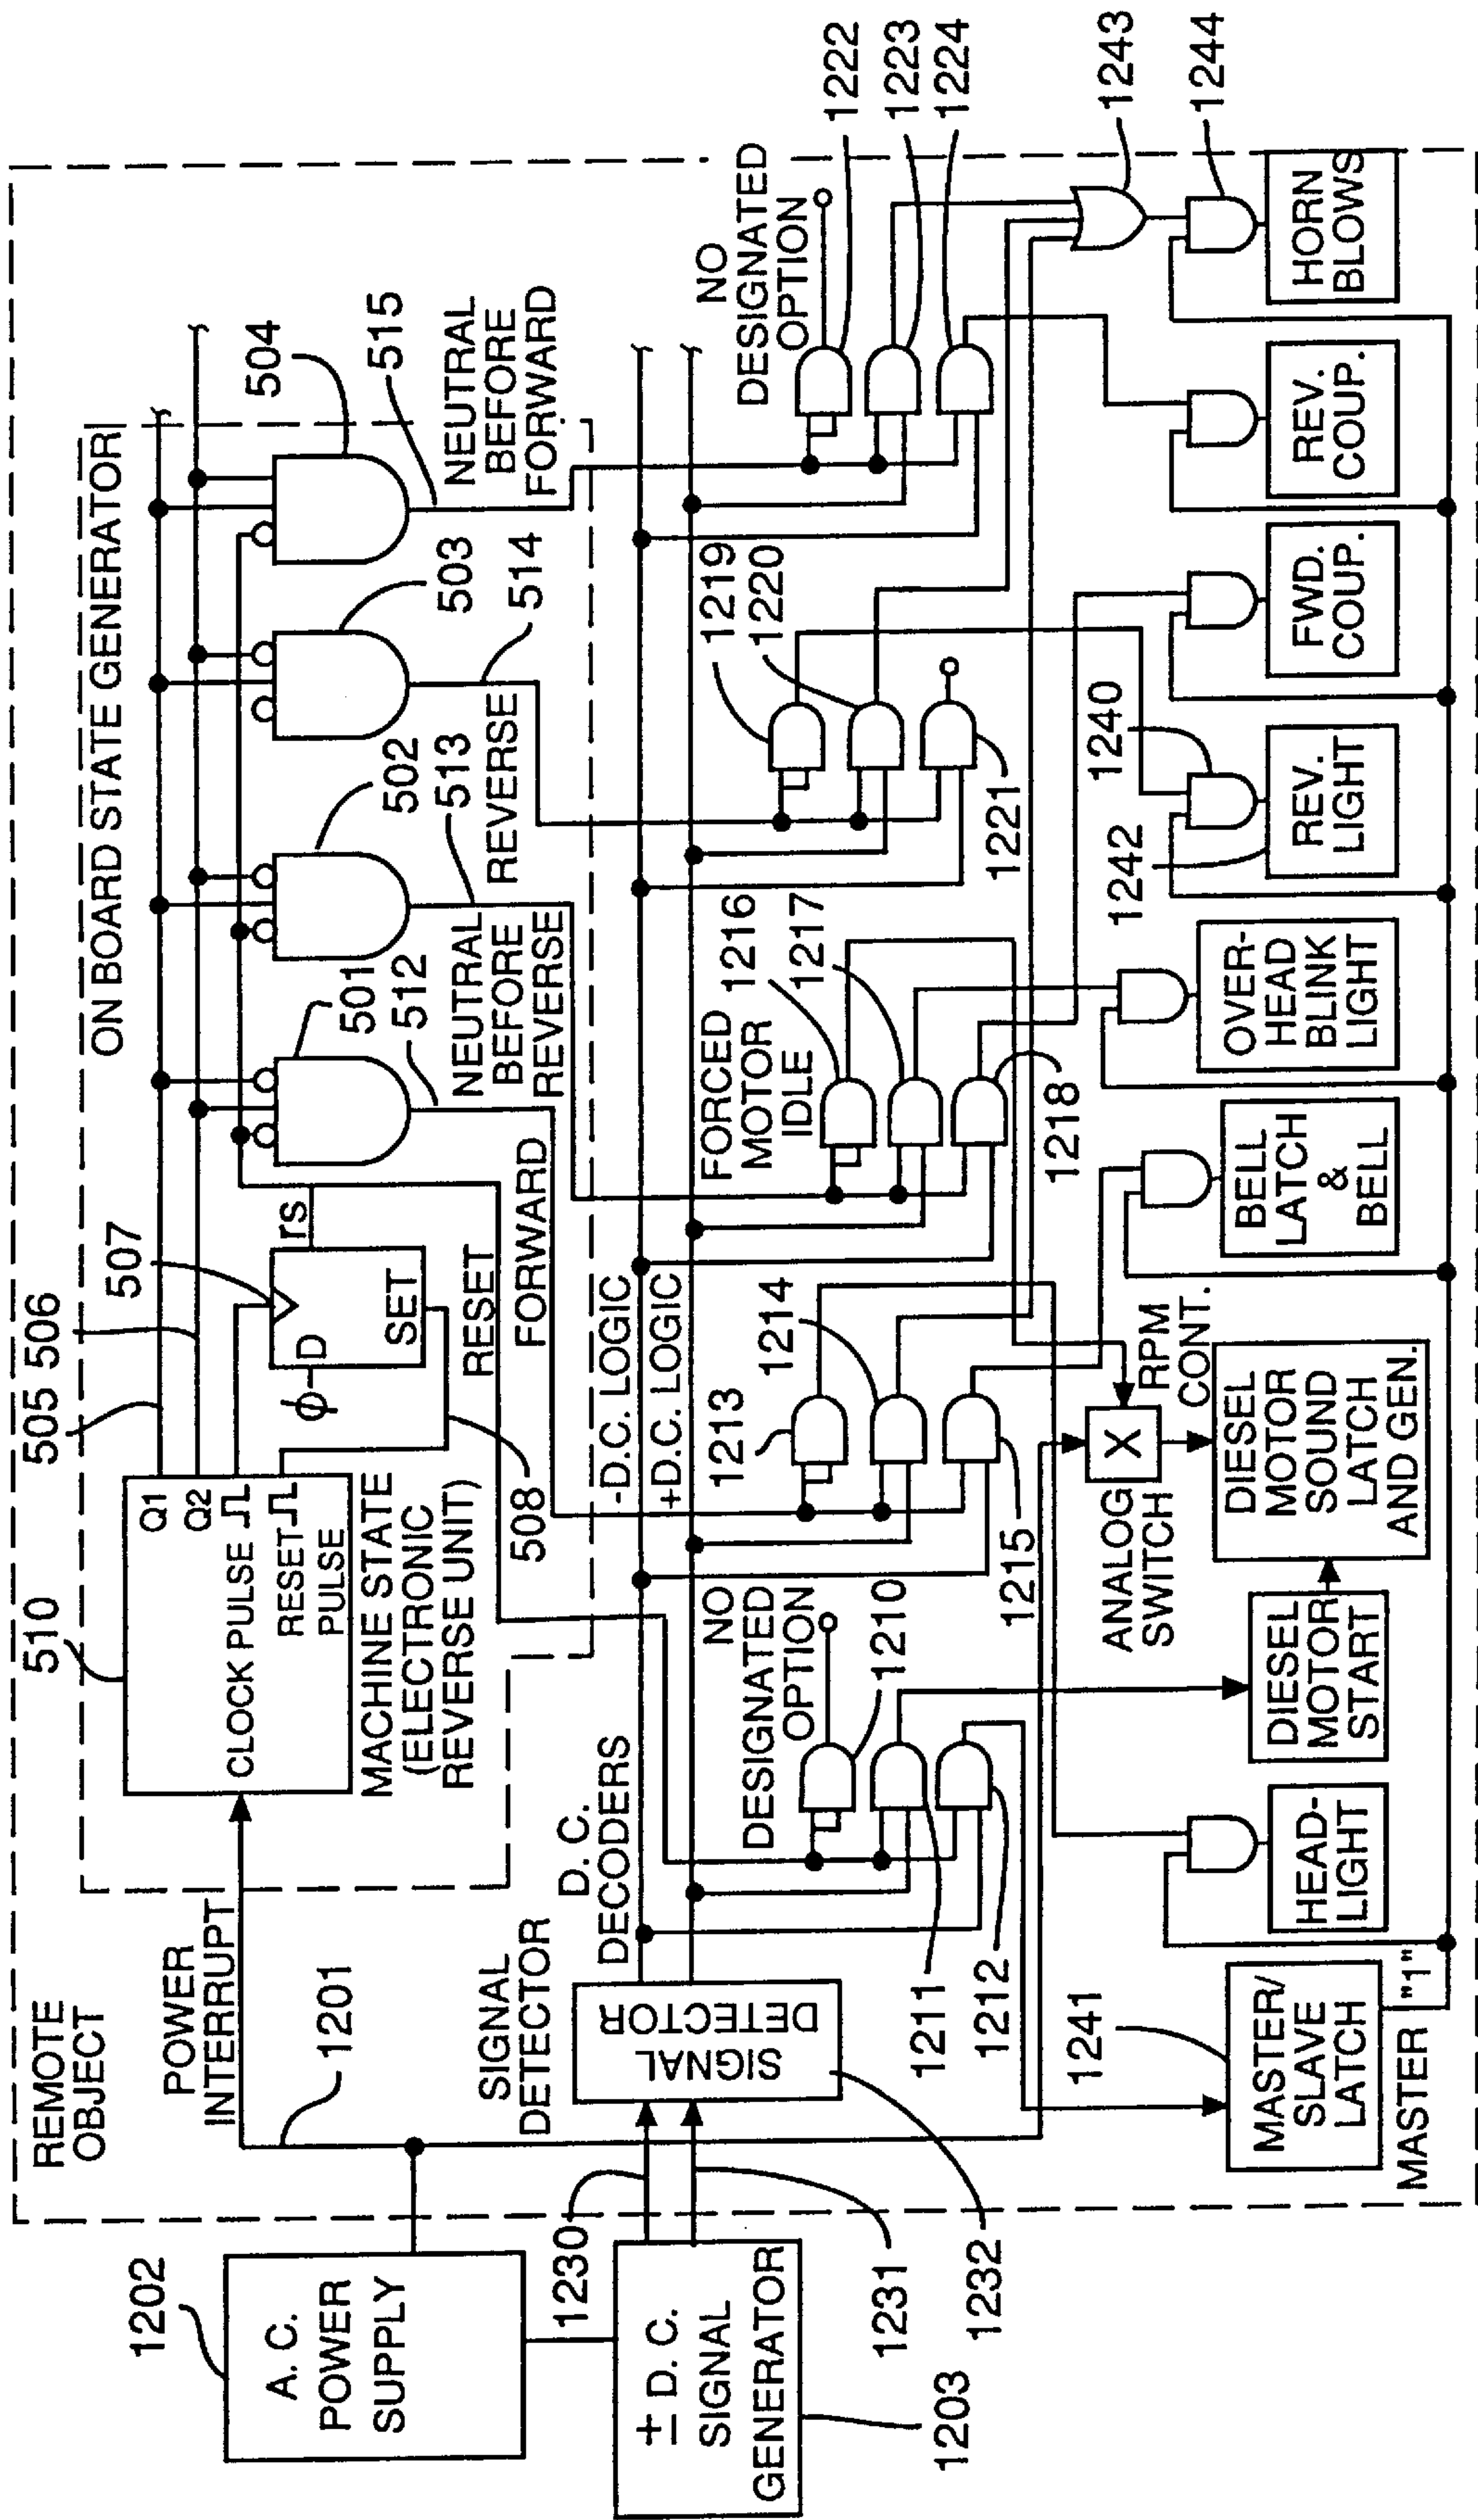 REMOTE
OBJECT
ON BOARD STATE GENERATOR
510
505
506
507
501
512
502
513
503
514
504
515
POWER
INTERRUPT
1201
Q1
Q2
CLOCK PULSE
RESET
PULSE
MACHINE STATE
(ELECTRONIC
REVERSE UNIT)
508
ϕ
D
SET
rs
RESET
FORWARD
NEUTRAL
BEFORE
REVERSE
REVERSE
NEUTRAL
BEFORE
FORWARD
1202
A. C.
POWER
SUPPLY
± D. C.
SIGNAL
GENERATOR
1203
1230
1231
1232
SIGNAL
DETECTOR
SIGNAL
DETECTOR
D. C.
DECODERS
-D.C. LOGIC
+D.C. LOGIC
NO
DESIGNATED
OPTION
1210
1211
1212
1213
1214
1215
FORCED
MOTOR
IDLE
1216
1217
1218
1219
1220
1221
NO
DESIGNATED
OPTION
1222
1223
1224
1243
1244
1240
1242
1241
ANALOG
SWITCH
X
RPM
CONT.
MASTER/
SLAVE
LATCH
MASTER "1"
HEAD-
LIGHT
DIESEL
MOTOR
START
DIESEL
MOTOR
SOUND
LATCH
AND GEN.
BELL
LATCH
&
BELL
OVER-
HEAD
BLINK
LIGHT
REV.
LIGHT
FWD.
COUP.
REV.
COUP.
HORN
BLOWS